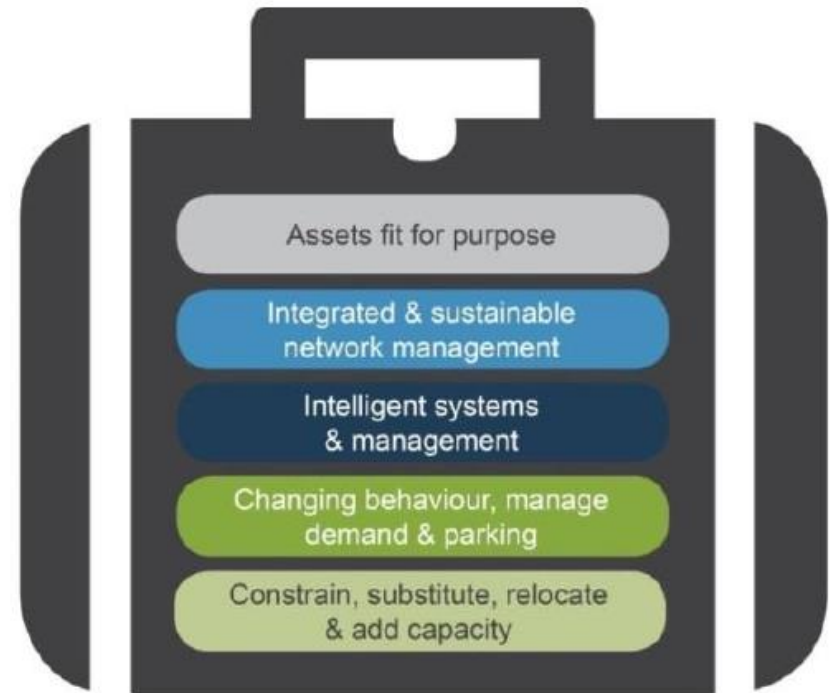 Assets fit for purpose
Integrated & sustainable
network management
Intelligent systems
& management
Changing behaviour, manage
demand & parking
Constrain, substitute, relocate
& add capacity